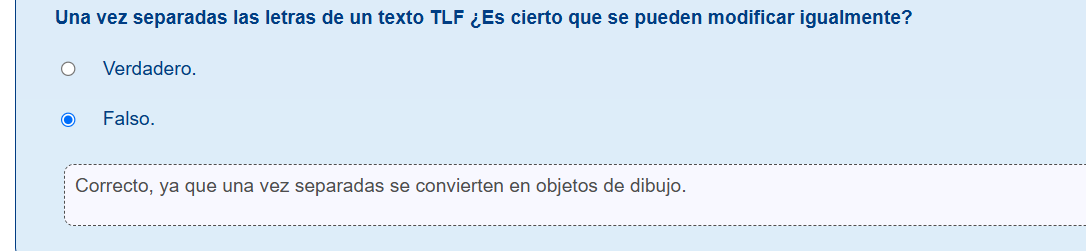 Una vez separadas las letras de un texto TLF ¿Es cierto que se pueden modificar igualmente?
Verdadero.
Falso.
Correcto, ya que una vez separadas se convierten en objetos de dibujo.